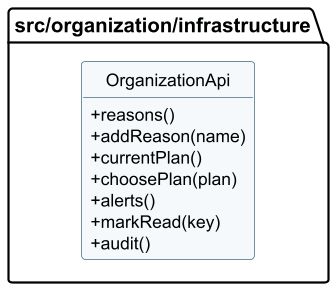 src/organization/infrastructure
OrganizationApi
+reasons()
+addReason(name)
+currentPlan()
+choosePlan(plan)
+alerts()
+markRead(key)
+audit()